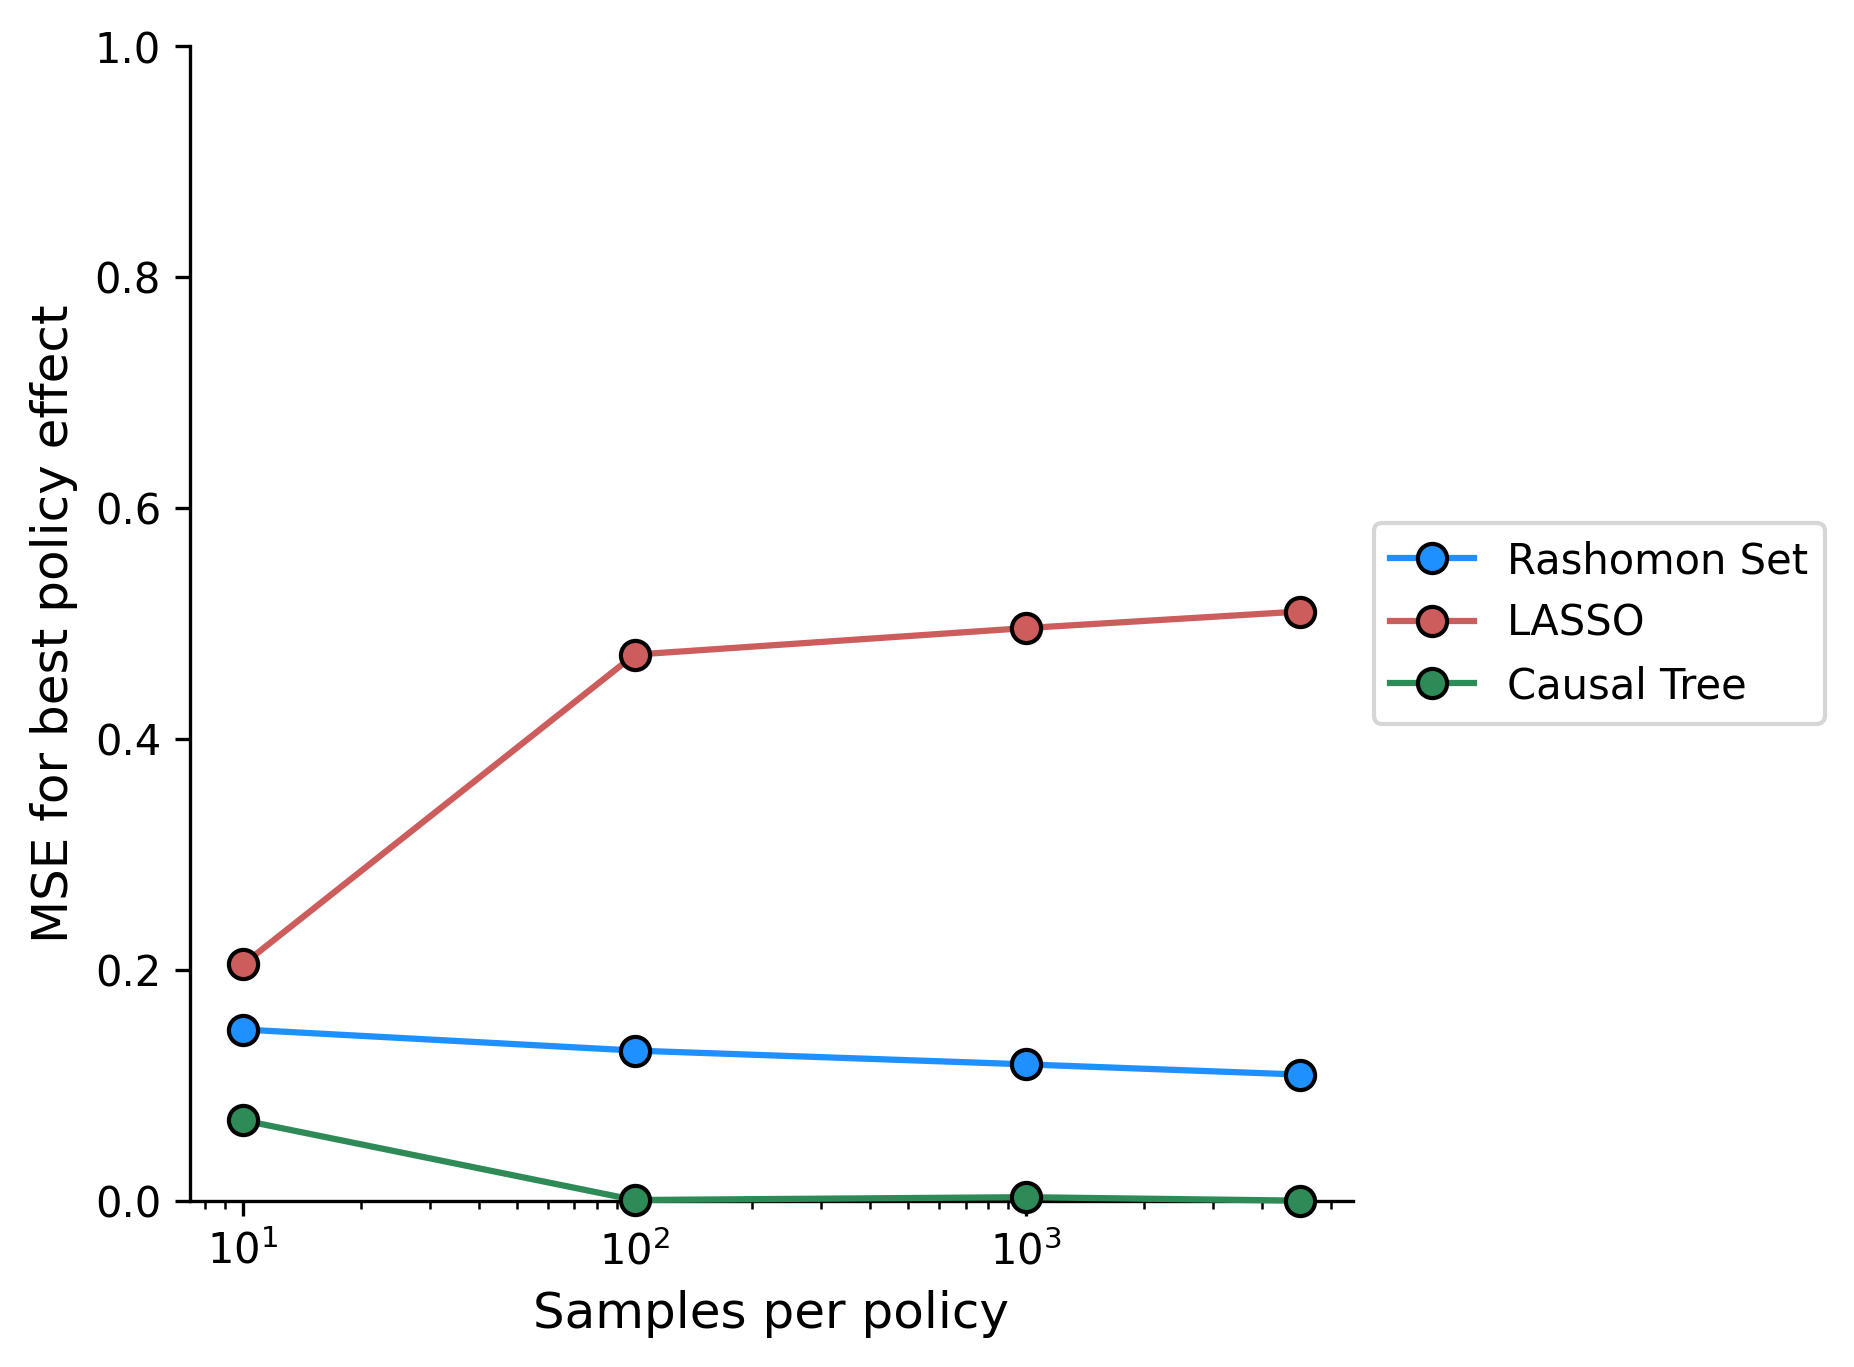 MSE for best policy effect
1.0
0.8
0.6
0.4
0.2
0.0
10¹ 10² 10³
Samples per policy
Rashomon Set
LASSO
Causal Tree